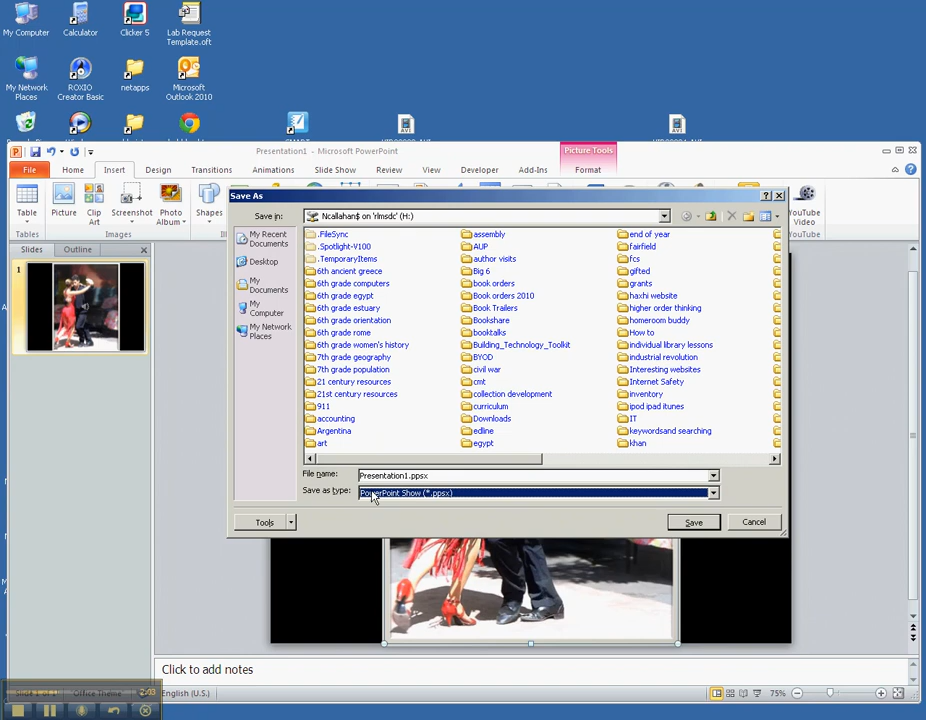 My Computer
Calculator
Clicker 5
Lab Request Template.oft
My Network Places
ROXIO Creator Basic
netapps
Microsoft Outlook 2010
Presentation1 - Microsoft PowerPoint
Picture Tools
File
Home
Insert
Design
Transitions
Animations
Slide Show
Review
View
Developer
Add-Ins
Format
Table
Picture
Clip Art
Screenshot
Photo Album
Shapes
YouTube Video
Tables
Images
YouTube
Slides
Outline
1
Save As
Save in:
Ncallahan$ on 'rlmsdc' (H:)
My Recent Documents
Desktop
My Documents
My Computer
My Network Places
.FileSync
.Spotlight-V100
.TemporaryItems
6th ancient greece
6th grade computers
6th grade egypt
6th grade estuary
6th grade orientation
6th grade rome
6th grade women's history
7th grade geography
7th grade population
21 century resources
21st century resources
911
accounting
Argentina
art
assembly
AUP
author visits
Big 6
book orders
Book orders 2010
Book Trailers
Bookshare
booktalks
Building_Technology_Toolkit
BYOD
civil war
cmt
collection development
curriculum
Downloads
edline
egypt
end of year
fairfield
fcs
gifted
grants
haxhi website
higher order thinking
homeroom buddy
How to
individual library lessons
industrial revolution
Interesting websites
Internet Safety
inventory
ipod ipad itunes
IT
keywordsand searching
khan
File name:
Presentation1.ppsx
Save as type:
PowerPoint Show (*.ppsx)
Tools
Save
Cancel
Click to add notes
Slide 1 of 1
Office Theme
2:03
English (U.S.)
75%